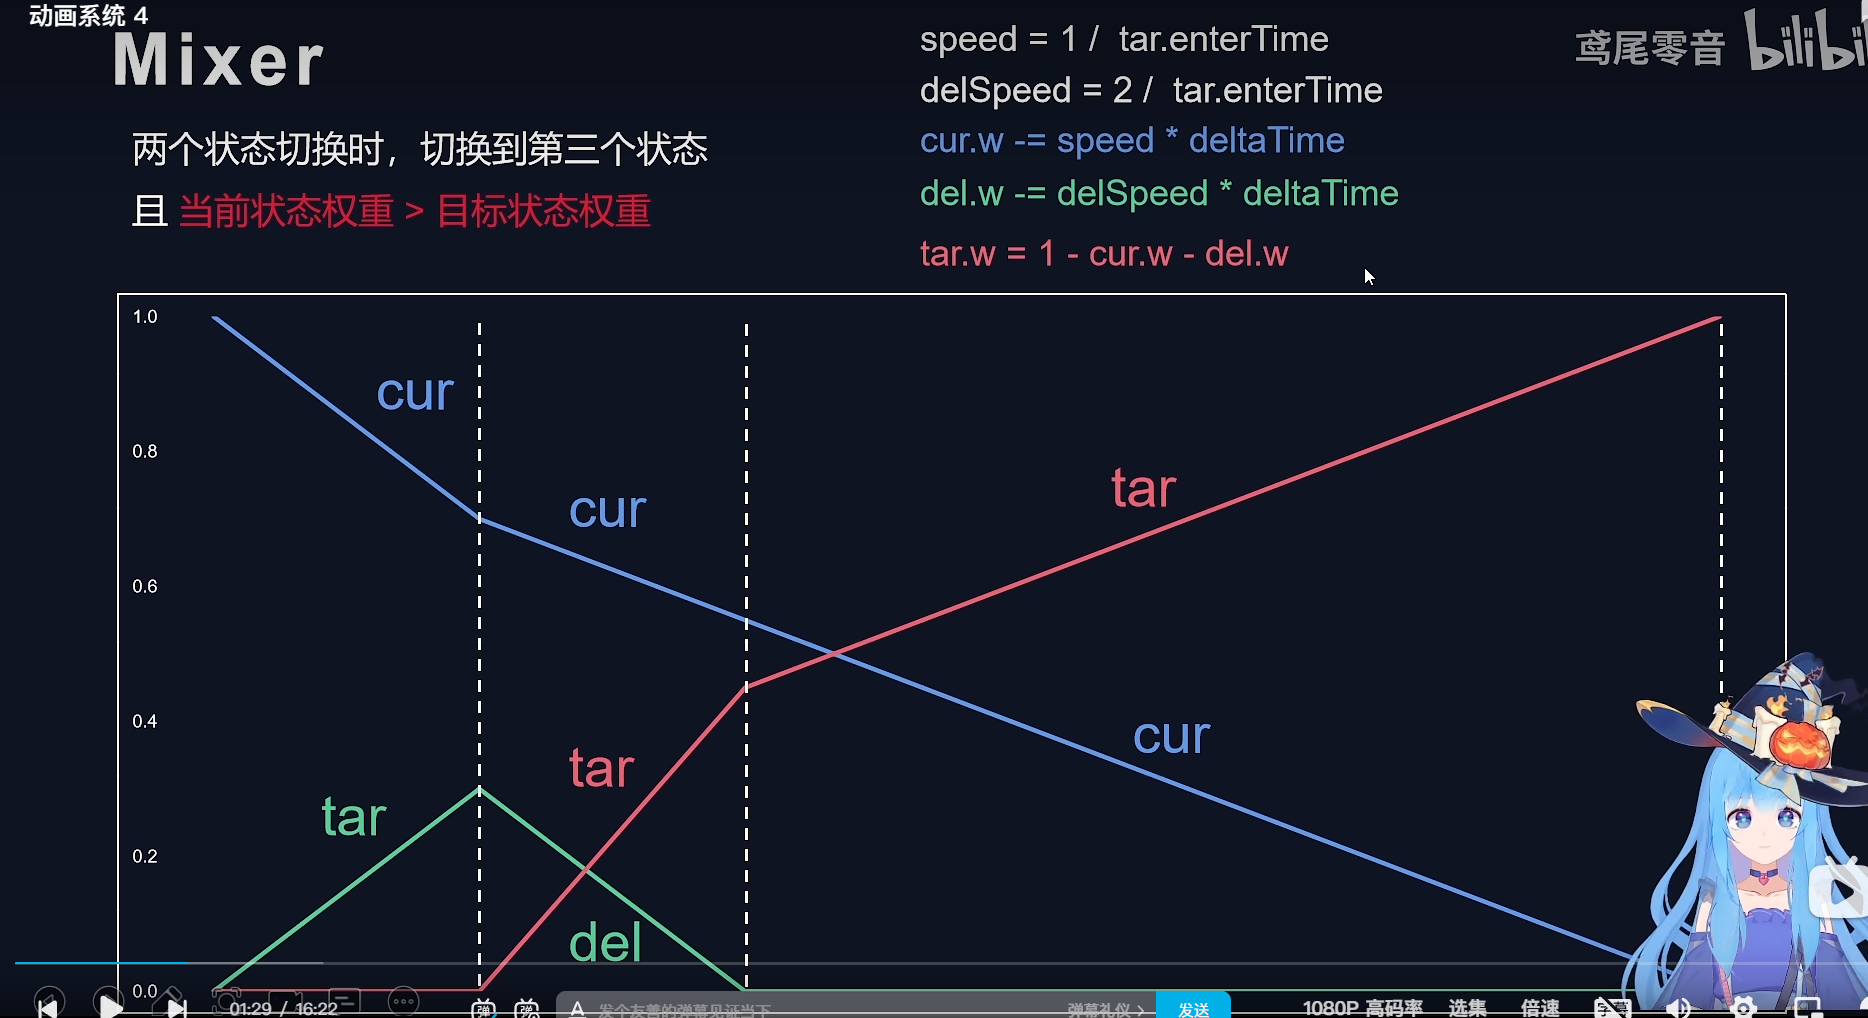 动画系统 4
Mixer
speed = 1 / tar.enterTime
delSpeed = 2 / tar.enterTime
cur.w -= speed * deltaTime
del.w -= delSpeed * deltaTime
tar.w = 1 - cur.w - del.w
鸢尾零音
两个状态切换时，切换到第三个状态
且 当前状态权重 > 目标状态权重
1.0
0.8
0.6
0.4
0.2
0.0
cur
cur
tar
cur
tar
tar
del
01:29 / 16:22
弹
弹
A
发个友善的弹幕见证当下
弹幕礼仪 >
发送
1080P 高码率
选集
倍速